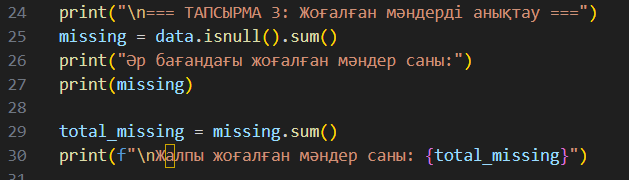 24 print("\n=== ТАПСЫРМА 3: Жоғалған мәндерді анықтау ===")
25 missing = data.isnull().sum()
26 print("Әр бағандағы жоғалған мәндер саны:")
27 print(missing)
28
29 total_missing = missing.sum()
30 print(f"\nЖалпы жоғалған мәндер саны: {total_missing}")